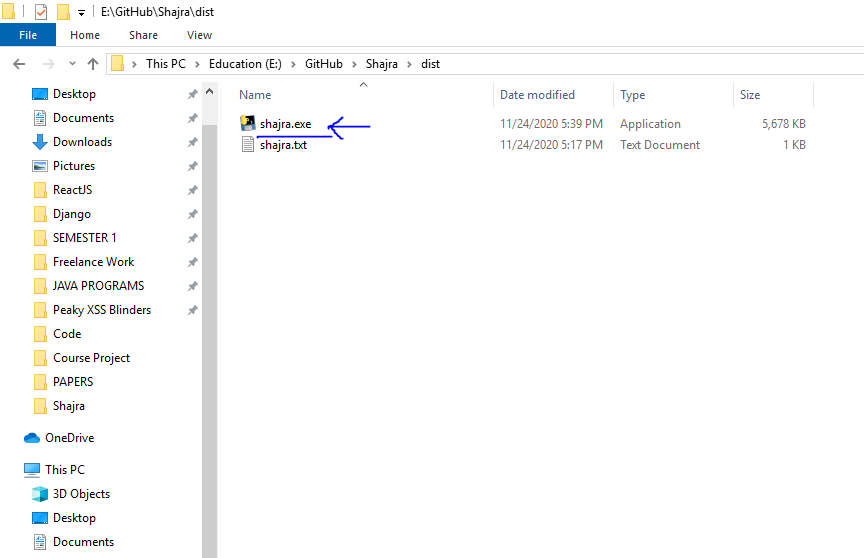 E:\GitHub\Shajra\dist
File Home Share View
This PC Education (E:) GitHub Shajra dist
Name Date modified Type Size
shajra.exe 11/24/2020 5:39 PM Application 5,678 KB
shajra.txt 11/24/2020 5:17 PM Text Document 1 KB
Desktop
Documents
Downloads
Pictures
ReactJS
Django
SEMESTER 1
Freelance Work
JAVA PROGRAMS
Peaky XSS Blinders
Code
Course Project
PAPERS
Shajra
OneDrive
This PC
3D Objects
Desktop
Documents